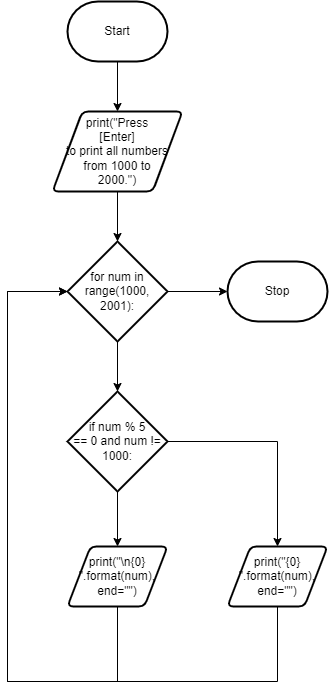 Start
print("Press
[Enter]
to print all numbers
from 1000 to
2000.")
for num in
range(1000,
2001):
Stop
if num % 5
== 0 and num !=
1000:
print("\n{0}
".format(num),
end="")
print("{0}
".format(num),
end="")